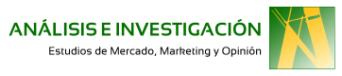 ANÁLISIS E INVESTIGACIÓN
Estudios de Mercado, Marketing y Opinión